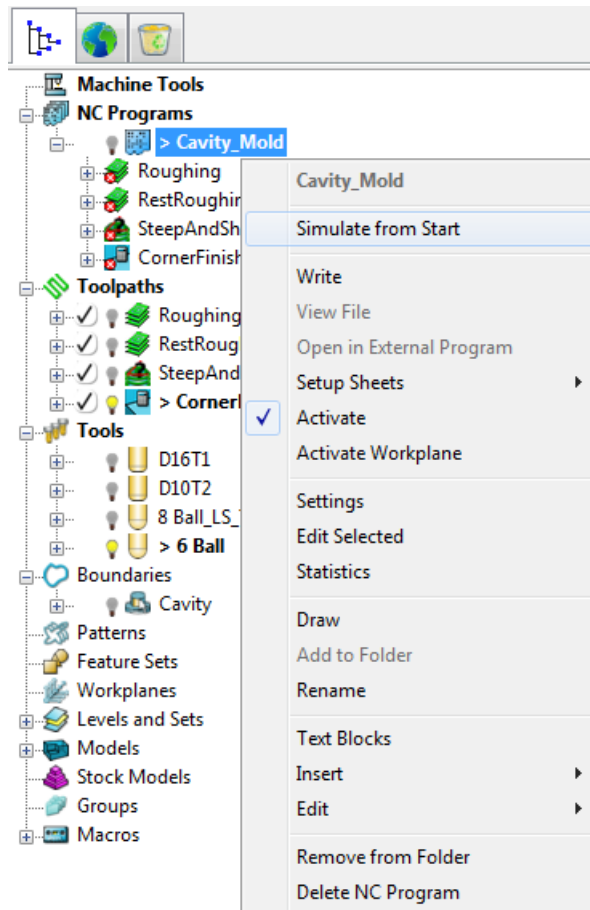 Machine Tools
NC Programs
> Cavity_Mold
Roughing
RestRoughin
SteepAndSh
CornerFinish
Toolpaths
Roughing
RestRoug
SteepAnd
> Corner
Tools
D16T1
D10T2
8 Ball_LS_
> 6 Ball
Boundaries
Cavity
Patterns
Feature Sets
Workplanes
Levels and Sets
Models
Stock Models
Groups
Macros
Cavity_Mold
Simulate from Start
Write
View File
Open in External Program
Setup Sheets
Activate
Activate Workplane
Settings
Edit Selected
Statistics
Draw
Add to Folder
Rename
Text Blocks
Insert
Edit
Remove from Folder
Delete NC Program